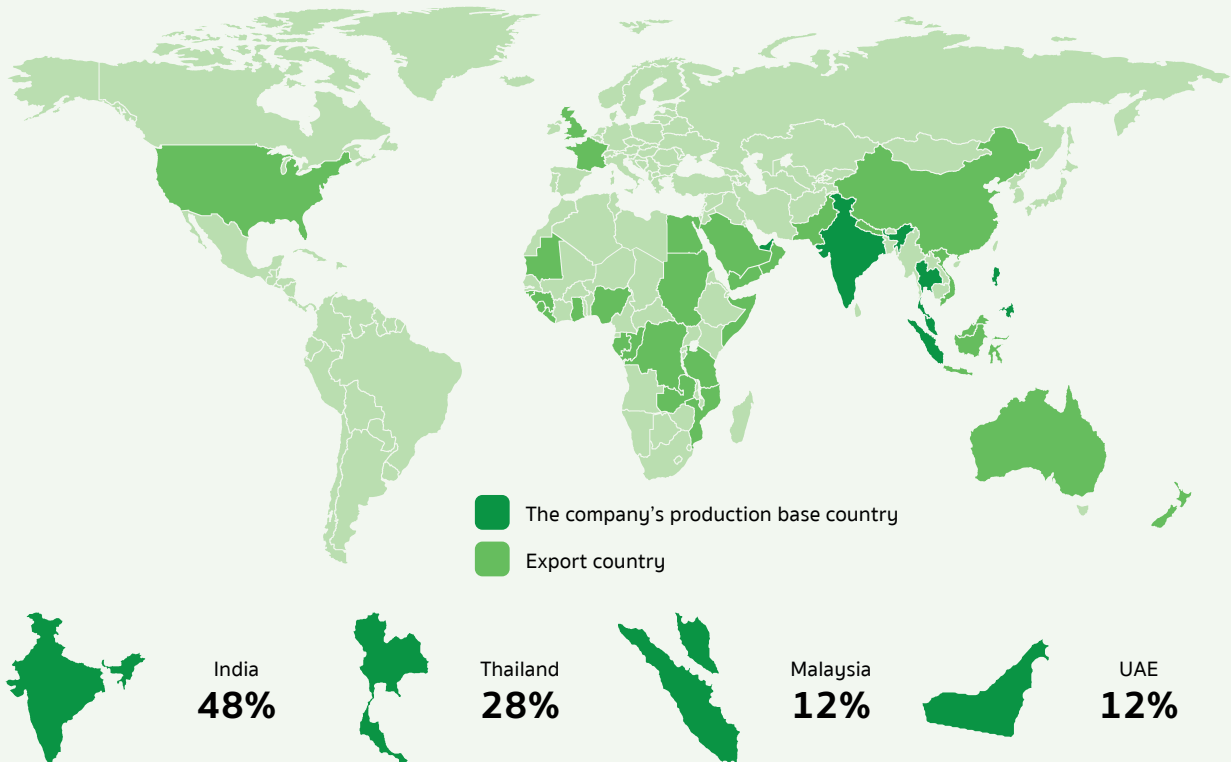 The company's production base country
Export country
India
48%
Thailand
28%
Malaysia
12%
UAE
12%